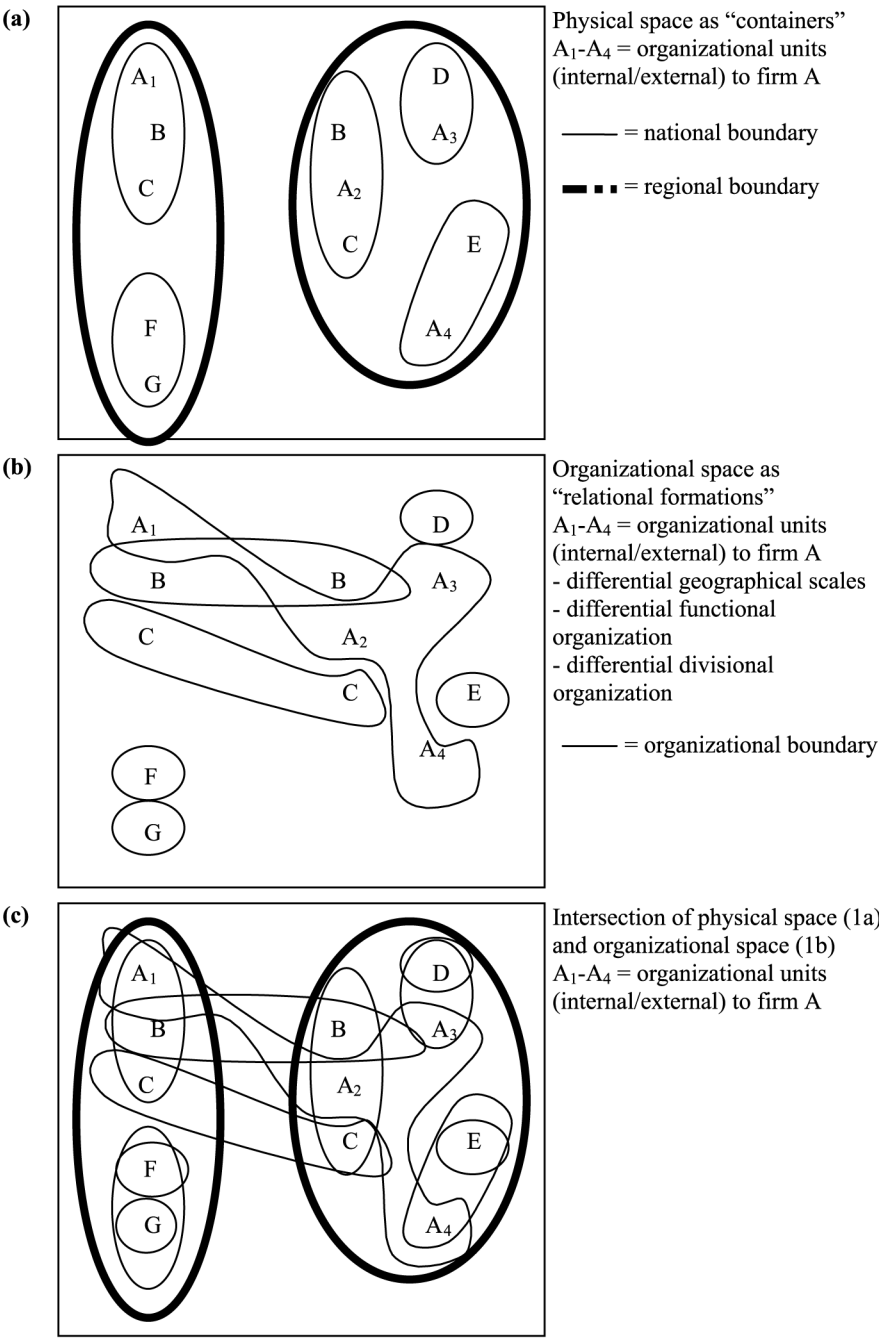 (a)
Physical space as “containers”
A₁-A₄ = organizational units
(internal/external) to firm A
= national boundary
= regional boundary
A₁
B
C
F
G
B
A₂
C
D
A₃
E
A₄
(b)
Organizational space as
“relational formations”
A₁-A₄ = organizational units
(internal/external) to firm A
- differential geographical scales
- differential functional
organization
- differential divisional
organization
= organizational boundary
A₁
B
B
C
A₂
C
D
A₃
E
A₄
F
G
(c)
Intersection of physical space (1a)
and organizational space (1b)
A₁-A₄ = organizational units
(internal/external) to firm A
A₁
B
C
F
G
B
A₂
C
D
A₃
E
A₄